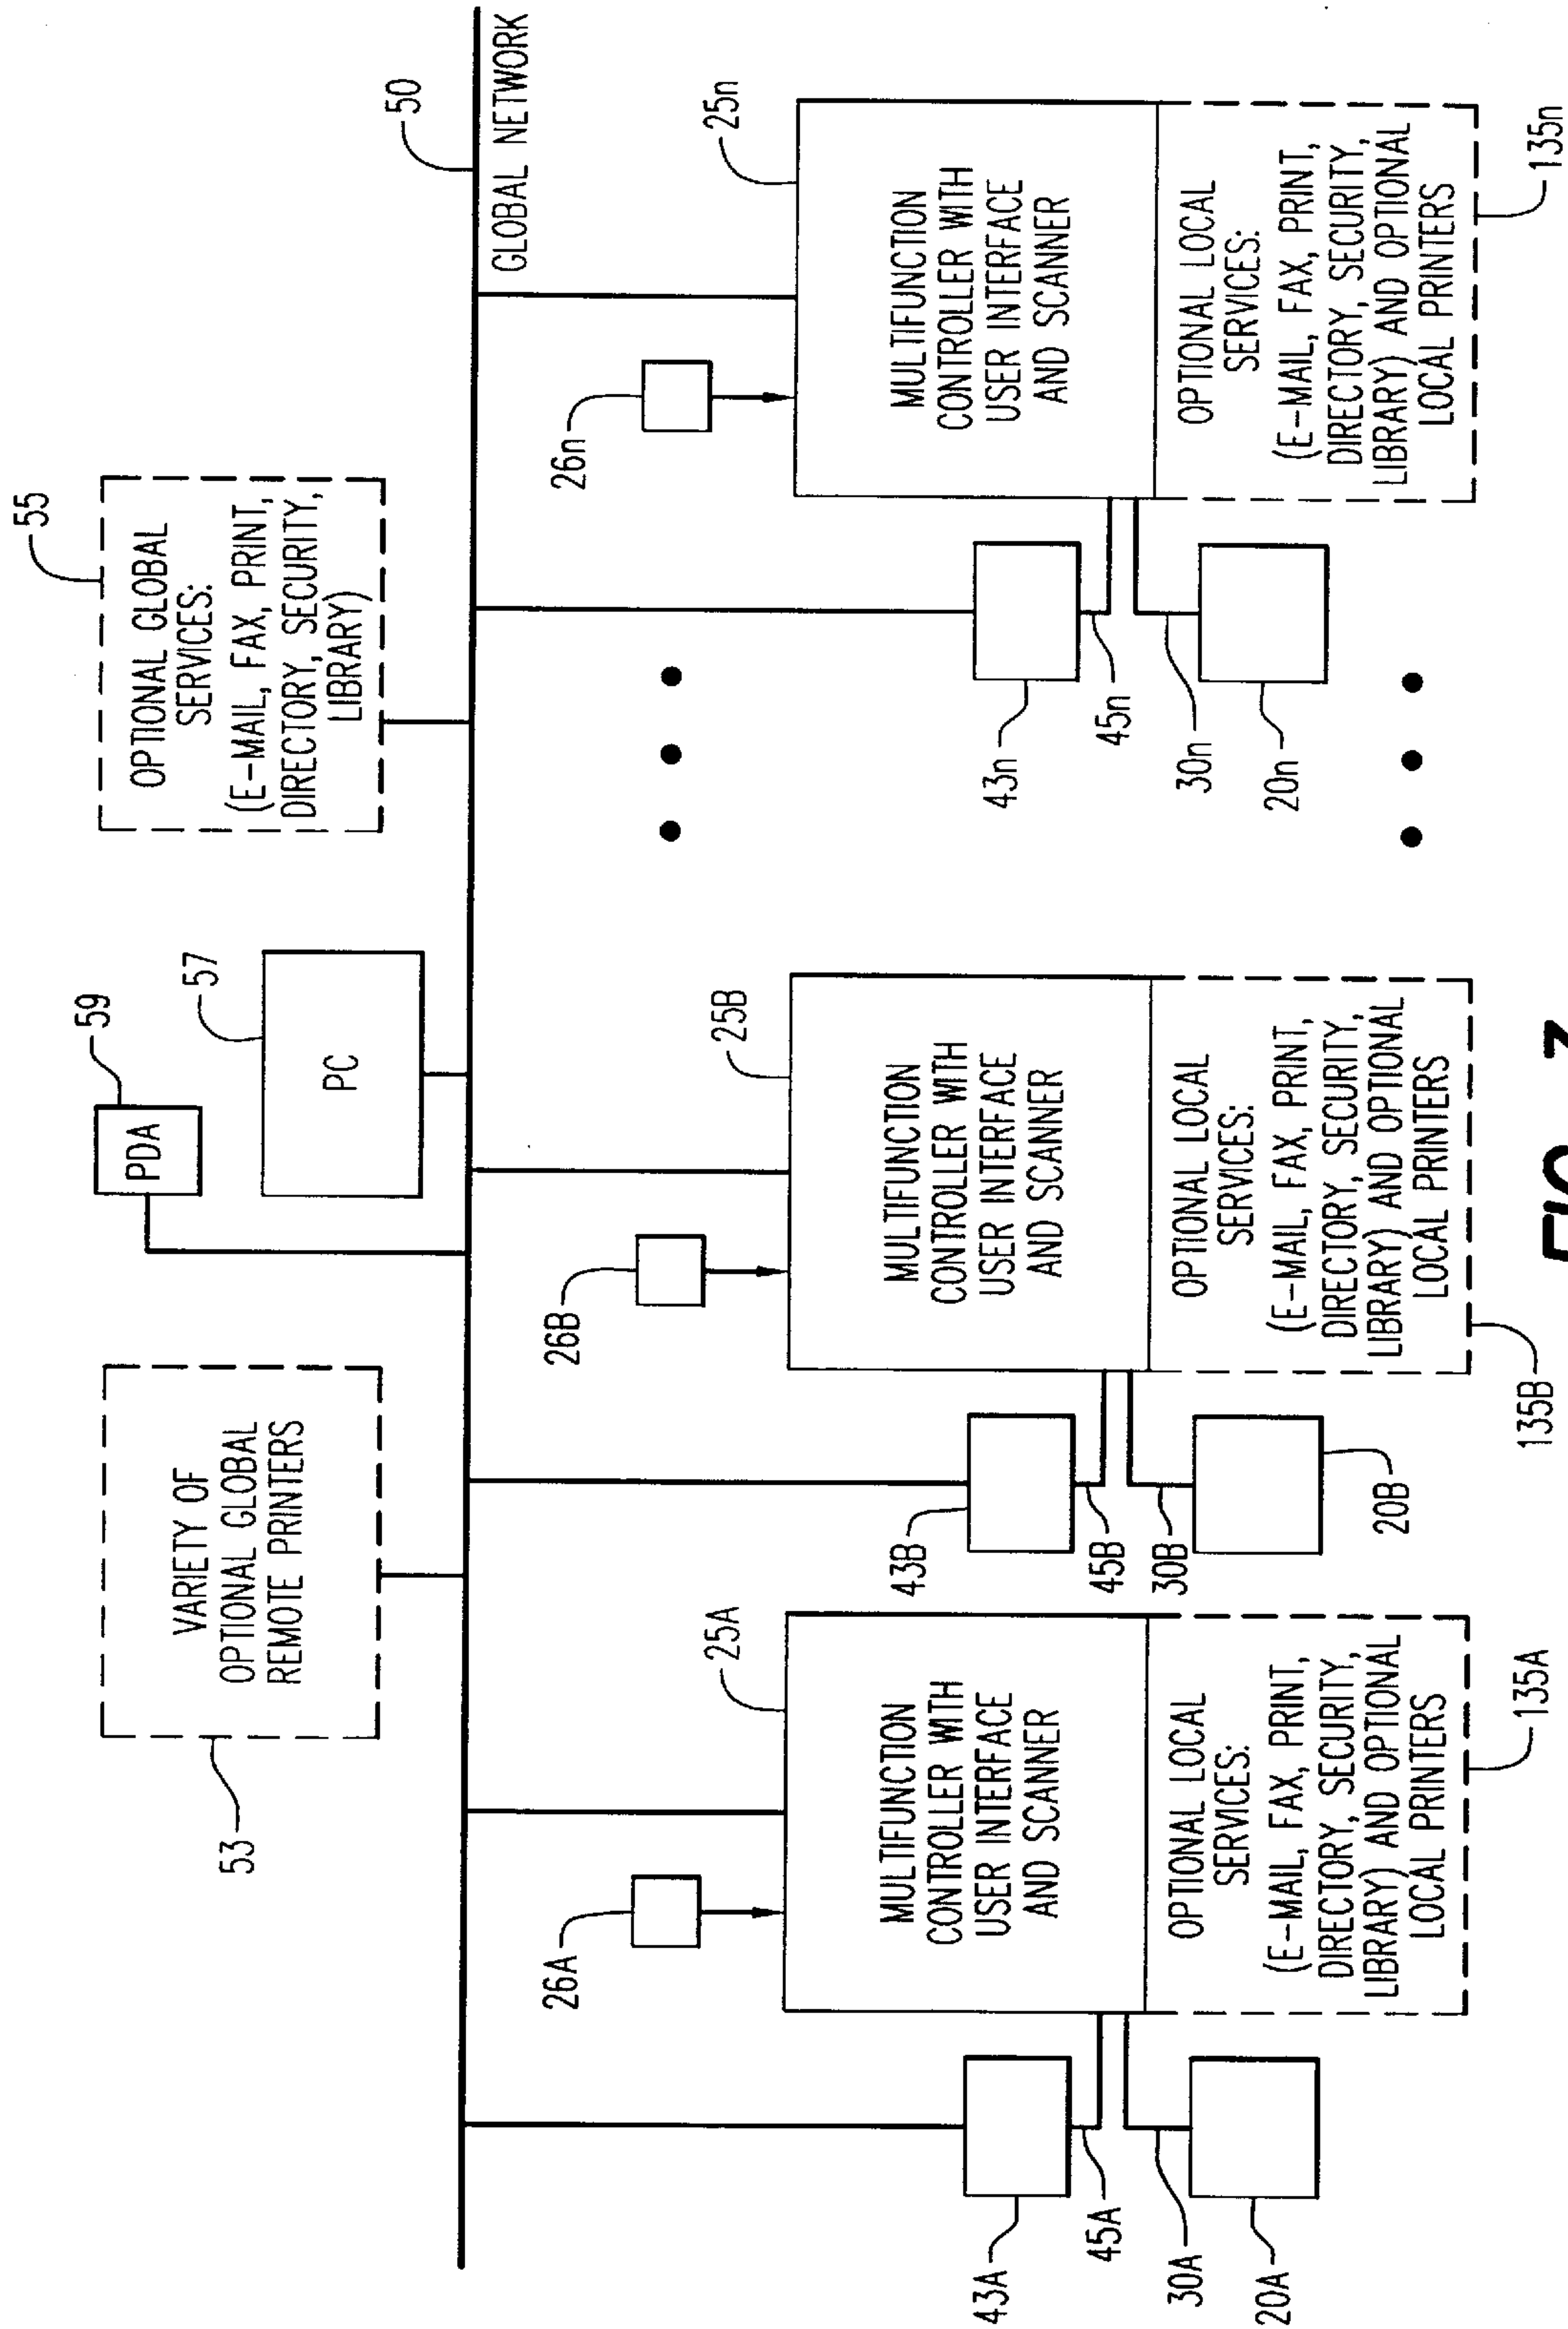 53
VARIETY OF
OPTIONAL GLOBAL
REMOTE PRINTERS
59
PDA
57
PC
55
OPTIONAL GLOBAL
SERVICES:
(E-MAIL, FAX, PRINT,
DIRECTORY, SECURITY,
LIBRARY)
50
GLOBAL NETWORK
26A
25A
MULTIFUNCTION
CONTROLLER WITH
USER INTERFACE
AND SCANNER
43A
45A
30A
20A
OPTIONAL LOCAL
SERVICES:
(E-MAIL, FAX, PRINT,
DIRECTORY, SECURITY,
LIBRARY) AND OPTIONAL
LOCAL PRINTERS
135A
26B
25B
MULTIFUNCTION
CONTROLLER WITH
USER INTERFACE
AND SCANNER
43B
45B
30B
20B
OPTIONAL LOCAL
SERVICES:
(E-MAIL, FAX, PRINT,
DIRECTORY, SECURITY,
LIBRARY) AND OPTIONAL
LOCAL PRINTERS
135B
26n
25n
MULTIFUNCTION
CONTROLLER WITH
USER INTERFACE
AND SCANNER
43n
45n
30n
20n
OPTIONAL LOCAL
SERVICES:
(E-MAIL, FAX, PRINT,
DIRECTORY, SECURITY,
LIBRARY) AND OPTIONAL
LOCAL PRINTERS
135n
FIG.